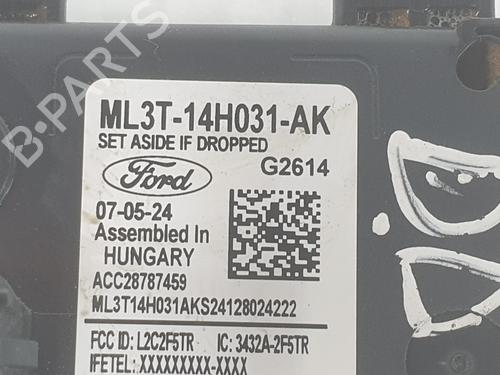 B-PARTS
ML3T-14H031-AK
SET ASIDE IF DROPPED
Ford
G2614
07-05-24
Assembled In
HUNGARY
ACC28787459
ML3T14H031AKS24128024222
FCC ID: L2C2F5TR IC: 3432A-2F5TR
IFETEL: XXXXXXXXX-XXXX